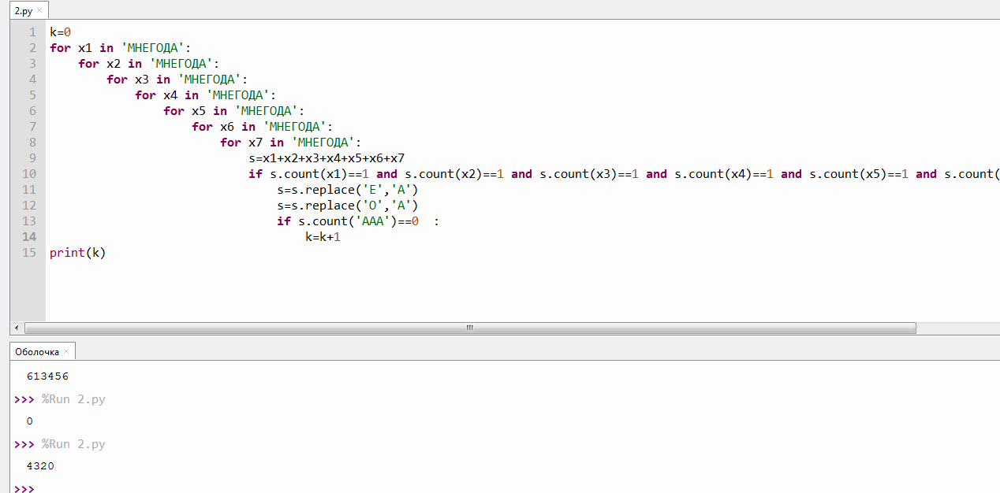 2.py ×
1 k=0
2 for x1 in 'МНЕГОДА':
3     for x2 in 'МНЕГОДА':
4         for x3 in 'МНЕГОДА':
5             for x4 in 'МНЕГОДА':
6                 for x5 in 'МНЕГОДА':
7                     for x6 in 'МНЕГОДА':
8                         for x7 in 'МНЕГОДА':
9                             s=x1+x2+x3+x4+x5+x6+x7
10                             if s.count(x1)==1 and s.count(x2)==1 and s.count(x3)==1 and s.count(x4)==1 and s.count(x5)==1 and s.count(
11                                 s=s.replace('Е','А')
12                                 s=s.replace('О','А')
13                                 if s.count('ААА')==0  :
14                                     k=k+1
15 print(k)
Оболочка ×
613456
>>> %Run 2.py
0
>>> %Run 2.py
4320
>>>